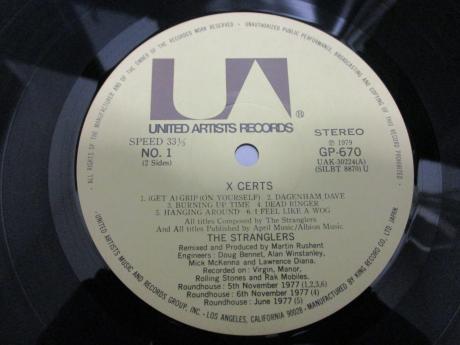 UA
UNITED ARTISTS RECORDS
SPEED 33⅓
NO. 1
(2 Sides)
STEREO
Ⓟ 1979
GP-670
UAK-30224(A)
(SILBT 8870) U
X CERTS
1. (GET A) GRIP (ON YOURSELF) 2. DAGENHAM DAVE
3. BURNING UP TIME 4. DEAD RINGER
5. HANGING AROUND 6. I FEEL LIKE A WOG
All titles composed by The Stranglers
And All titles Published by April Music/Albion Music.
THE STRANGLERS
Remixed and Produced by Martin Rushent
Engineers : Doug Bennet, Alan Winstanley,
Mick McKenna and Lawrence Diana.
Recorded on : Virgin, Manor,
Rolling Stones and Rak Mobiles.
Roundhouse : 5th November 1977 (1,2,3,6)
Roundhouse : 6th November 1977 (4)
Roundhouse : June 1977 (5)
ALL RIGHTS OF THE MANUFACTURER AND OF THE OWNER OF THE RECORDED WORK RESERVED · UNAUTHORIZED PUBLIC PERFORMANCE, BROADCASTING AND COPYING OF THIS RECORD PROHIBITED.
UNITED ARTISTS MUSIC AND RECORDS GROUP, INC. · LOS ANGELES, CALIFORNIA 90028 · MANUFACTURED BY KING RECORD CO. LTD. JAPAN